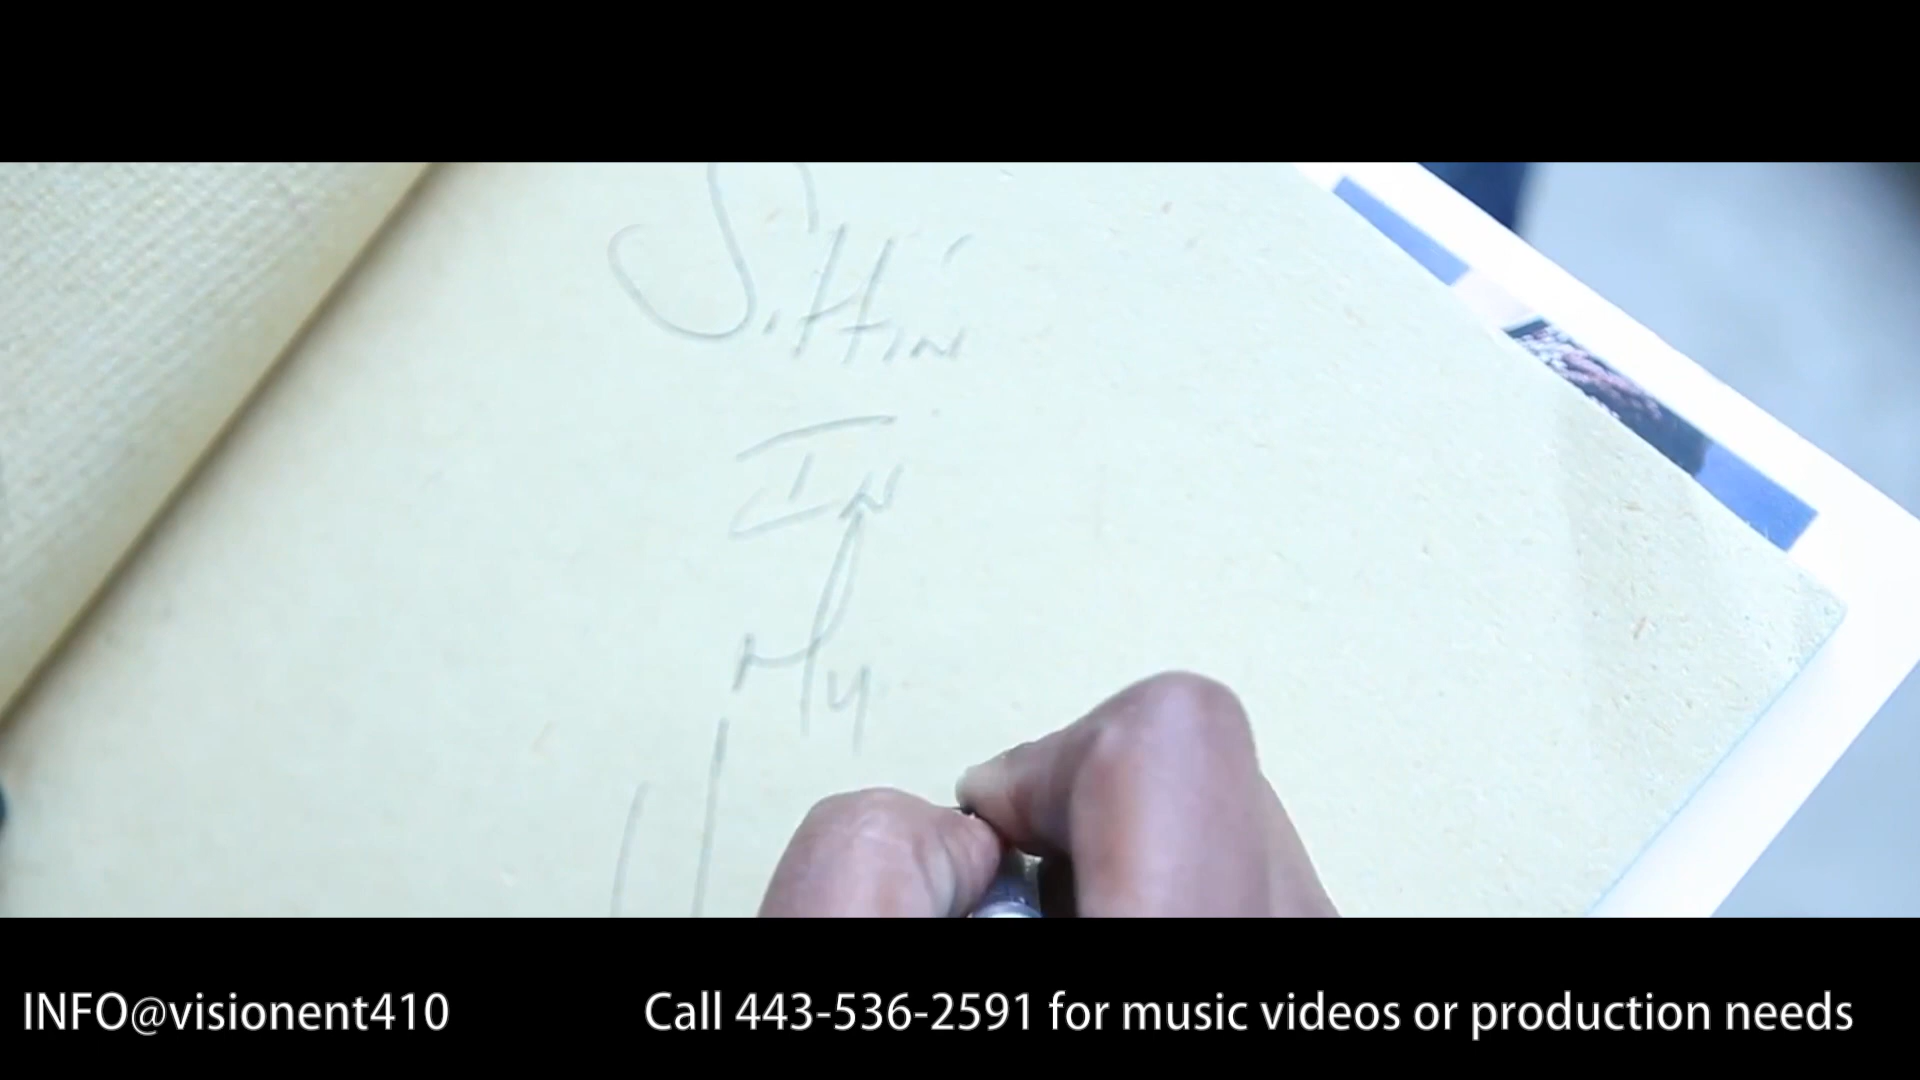 Sittin'
In
My
INFO@visionent410
Call 443-536-2591 for music videos or production needs